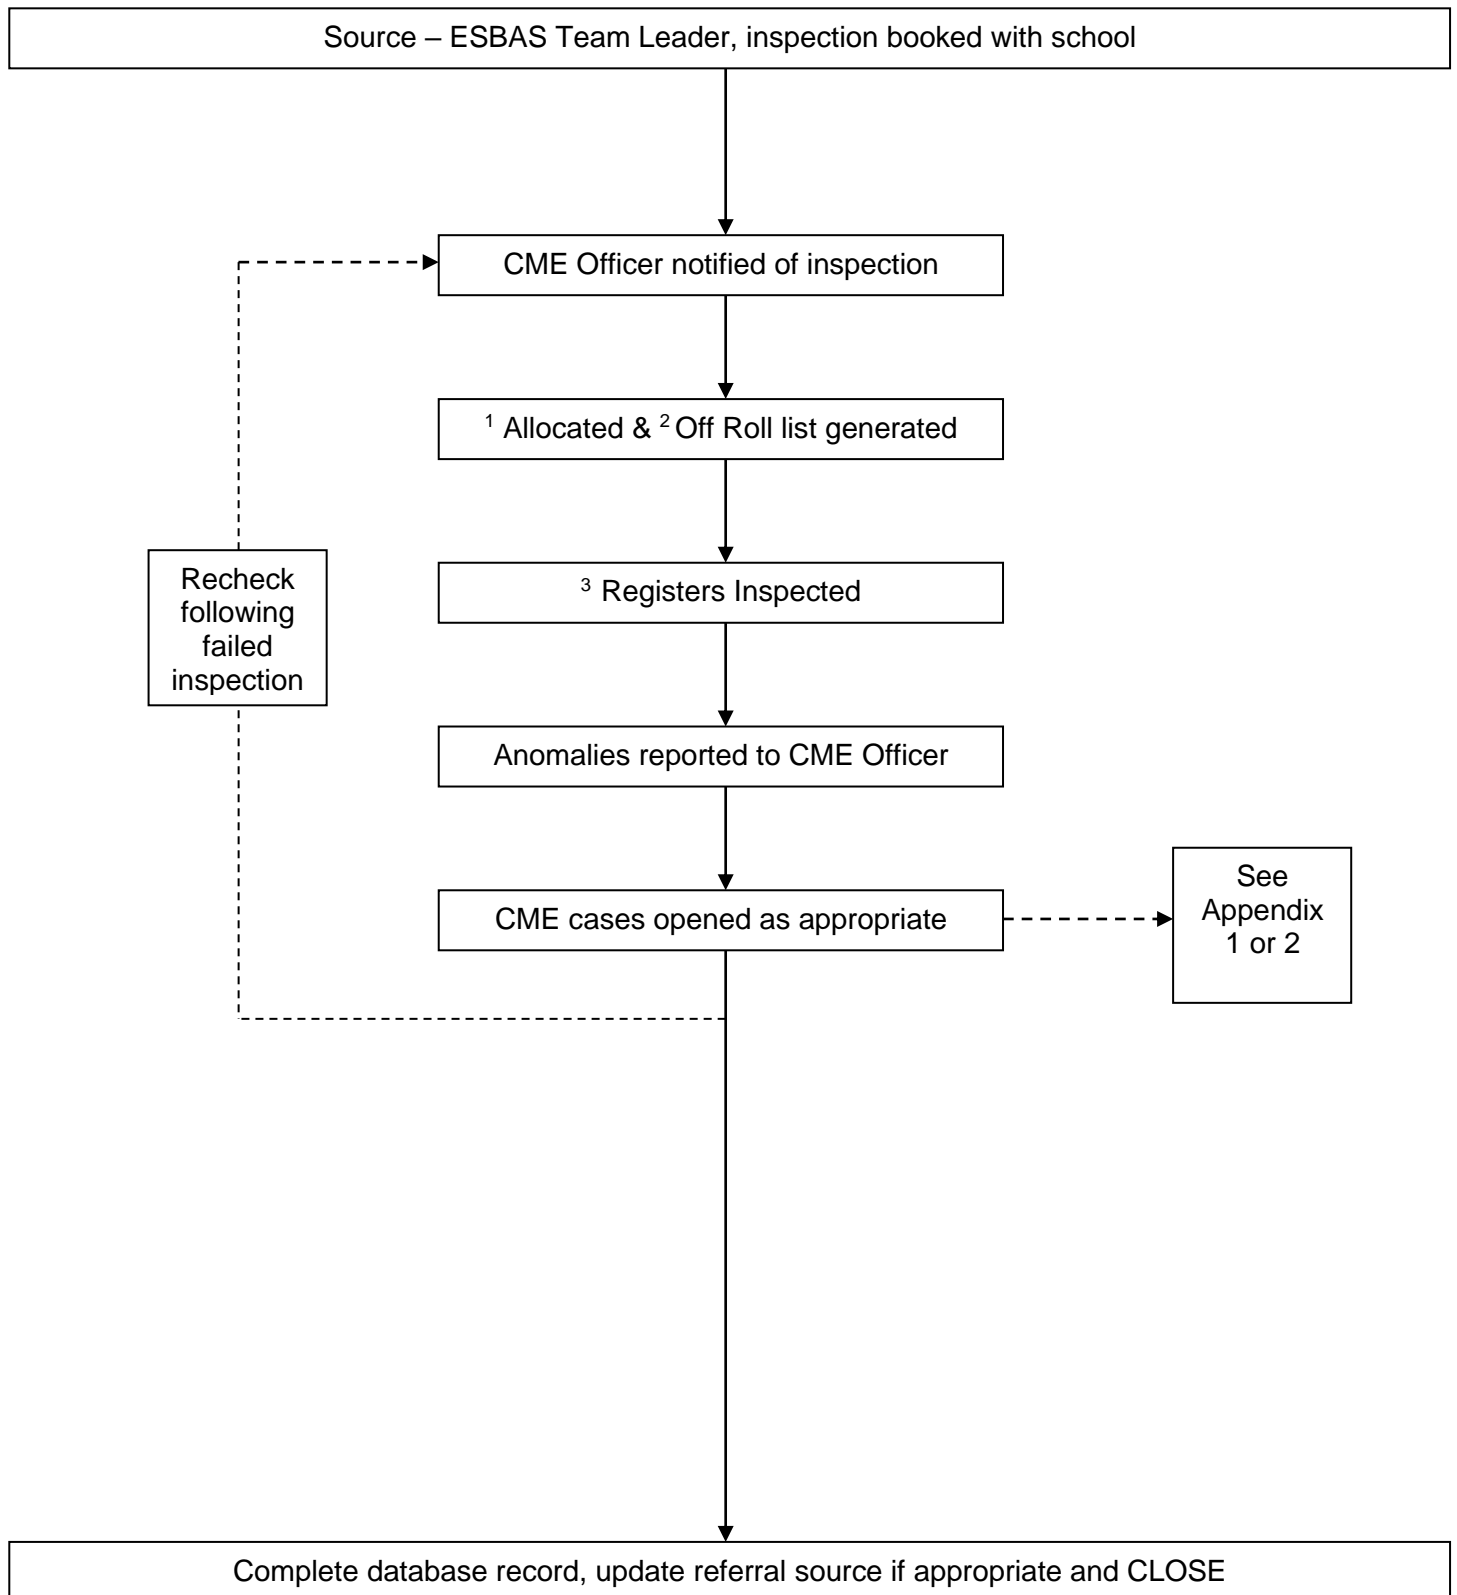 Source – ESBAS Team Leader, inspection booked with school
CME Officer notified of inspection
1 Allocated & 2 Off Roll list generated
Recheck
following
failed
inspection
3 Registers Inspected
Anomalies reported to CME Officer
CME cases opened as appropriate
See
Appendix
1 or 2
Complete database record, update referral source if appropriate and CLOSE